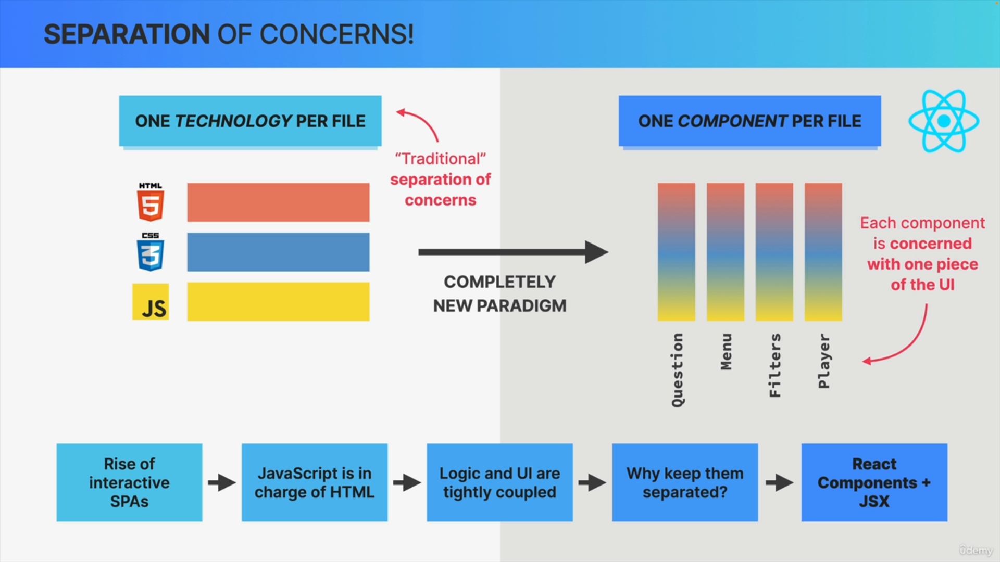 SEPARATION OF CONCERNS!
ONE TECHNOLOGY PER FILE
“Traditional”
separation of
concerns
HTML
5
CSS
3
JS
COMPLETELY
NEW PARADIGM
ONE COMPONENT PER FILE
Each component
is concerned
with one piece
of the UI
Question
Menu
Filters
Player
Rise of
interactive
SPAs
JavaScript is in
charge of HTML
Logic and UI are
tightly coupled
Why keep them
separated?
React
Components +
JSX
ûdemy